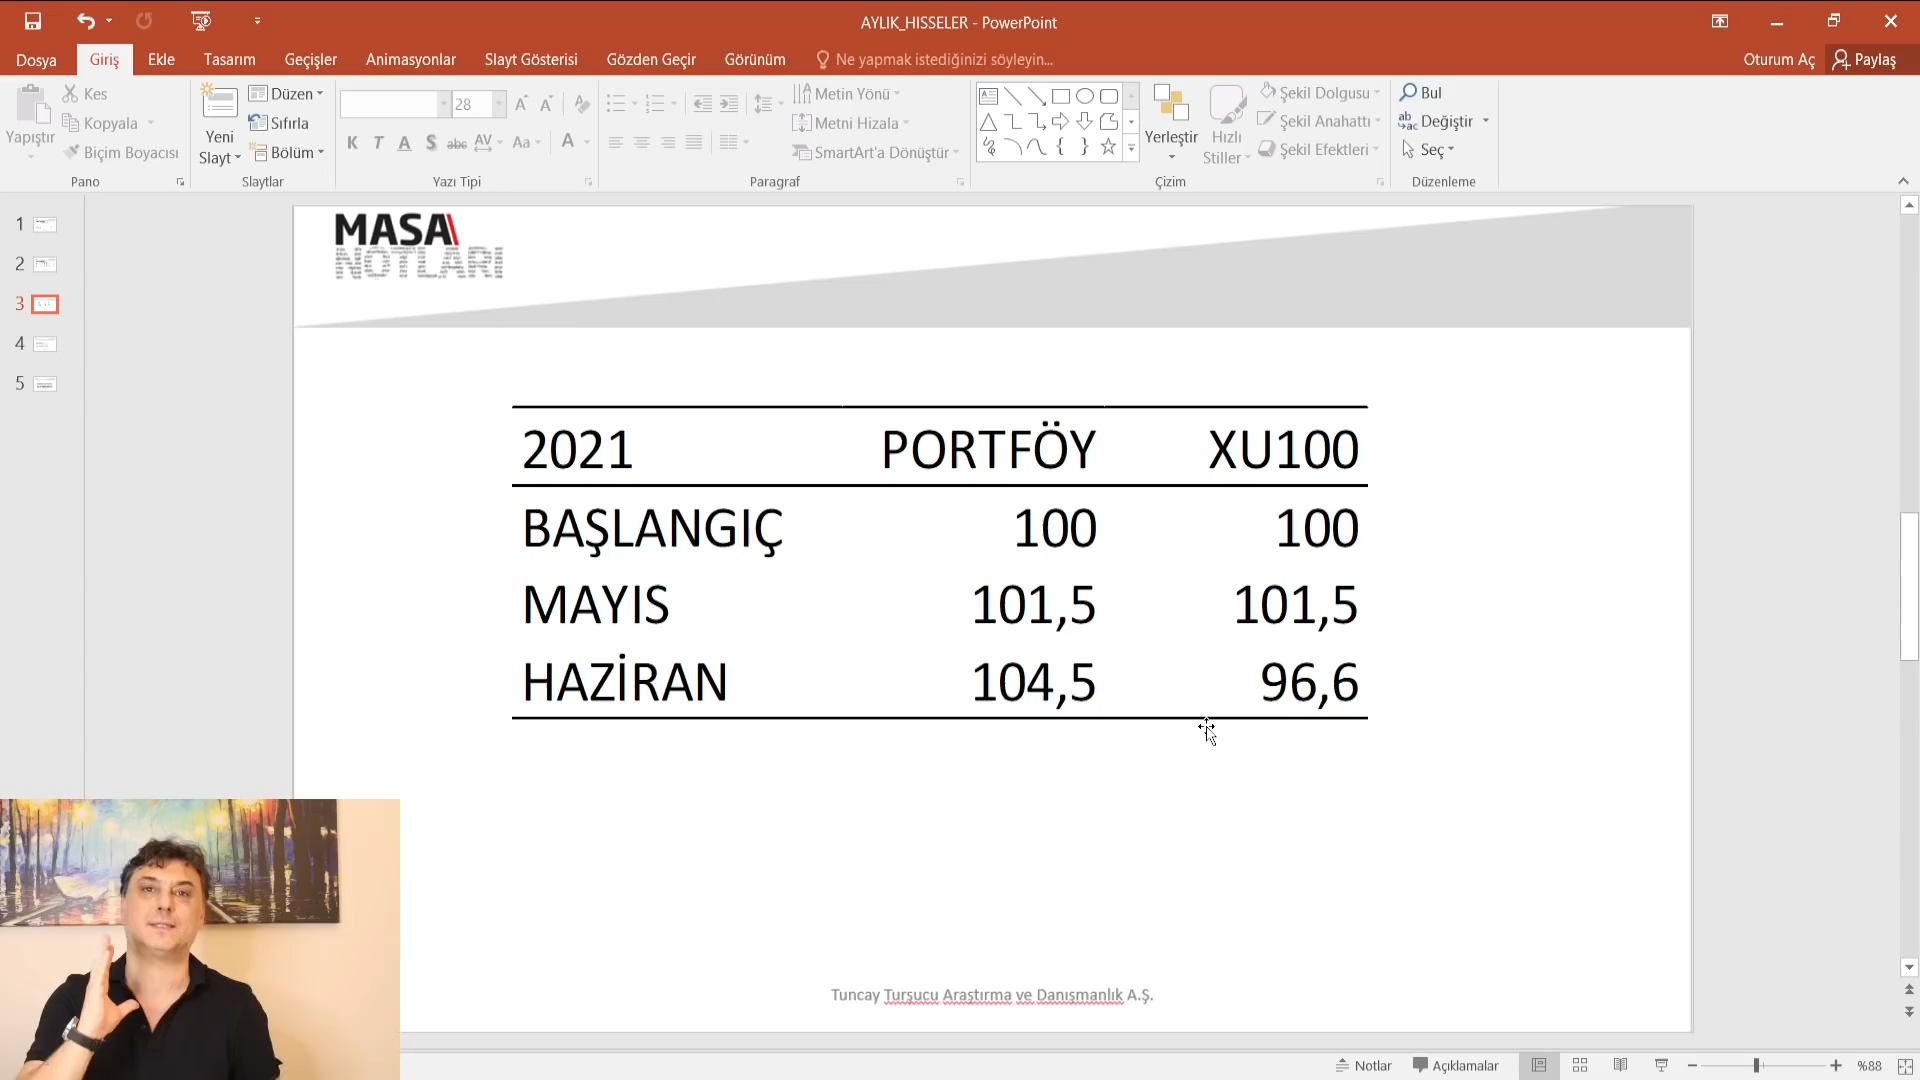 AYLIK_HISSELER - PowerPoint
Dosya Giriş Ekle Tasarım Geçişler Animasyonlar Slayt Gösterisi Gözden Geçir Görünüm Ne yapmak istediğinizi söyleyin... Oturum Aç Paylaş
Yapıştır
Kes
Kopyala
Biçim Boyacısı
Pano
Yeni
Slayt
Düzen
Sıfırla
Bölüm
Slaytlar
28
K T A S abc AV Aa A
Yazı Tipi
Metin Yönü
Metni Hizala
SmartArt'a Dönüştür
Paragraf
Yerleştir
Hızlı
Stiller
Şekil Dolgusu
Şekil Anahattı
Şekil Efektleri
Çizim
Bul
Değiştir
Seç
Düzenleme
1
2
3
4
5
MASA
NOTLARI
2021 PORTFÖY XU100
BAŞLANGIÇ 100 100
MAYIS 101,5 101,5
HAZİRAN 104,5 96,6
Tuncay Turşucu Araştırma ve Danışmanlık A.Ş.
Notlar Açıklamalar %88